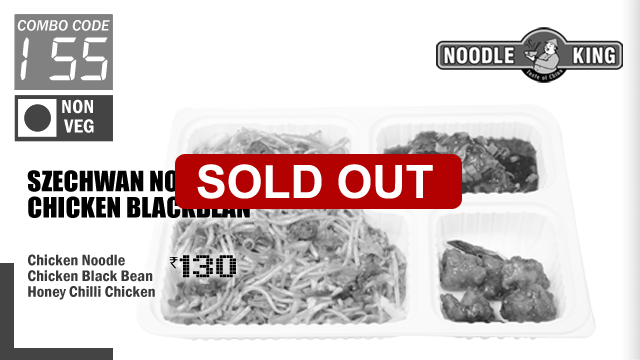 COMBO CODE
155
NON
VEG
NOODLE KING
Taste of China
SZECHWAN
CHICKEN BLACKBEAN
SOLD OUT
Chicken Noodle
Chicken Black Bean
Honey Chilli Chicken
₹130